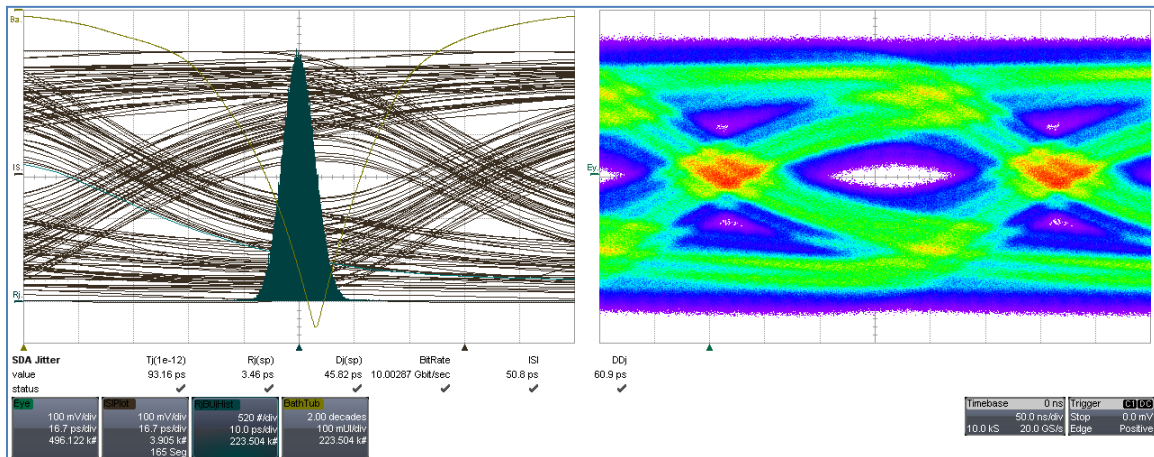 Ba.
IS.
Rj.
Ey.
SDA Jitter Tj(1e-12) Rj(sp) Dj(sp) BitRate ISI DDj
value 93.16 ps 3.46 ps 45.82 ps 10.00287 Gbit/sec 50.8 ps 60.9 ps
status
Eye
100 mV/div
16.7 ps/div
496.122 k#
ISIPlot
100 mV/div
16.7 ps/div
3.905 k#
165 Seg
RjBUjHist
520 #/div
10.0 ps/div
223.504 k#
BathTub
2.00 decades
100 mUI/div
223.504 k#
Timebase 0 ns
50.0 ns/div
10.0 kS 20.0 GS/s
Trigger C1 DC
Stop 0.0 mV
Edge Positive